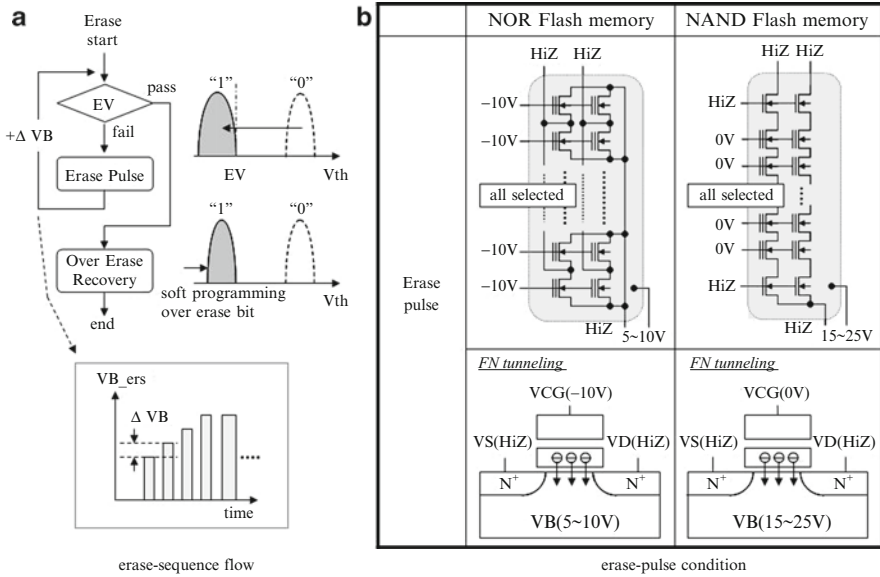 a
Erase
start
EV
pass
fail
+Δ VB
Erase Pulse
Over Erase
Recovery
end
"1"
"0"
EV
Vth
"1"
"0"
soft programming
over erase bit
Vth
VB_ers
Δ VB
time
erase-sequence flow
b
NOR Flash memory
NAND Flash memory
Erase
pulse
HiZ HiZ
−10V
−10V
all selected
−10V
−10V
HiZ
5~10V
HiZ HiZ
HiZ
0V
0V
all selected
0V
0V
HiZ
HiZ
15~25V
FN tunneling
VCG(−10V)
VS(HiZ)
VD(HiZ)
N+
N+
VB(5~10V)
FN tunneling
VCG(0V)
VS(HiZ)
VD(HiZ)
N+
N+
VB(15~25V)
erase-pulse condition